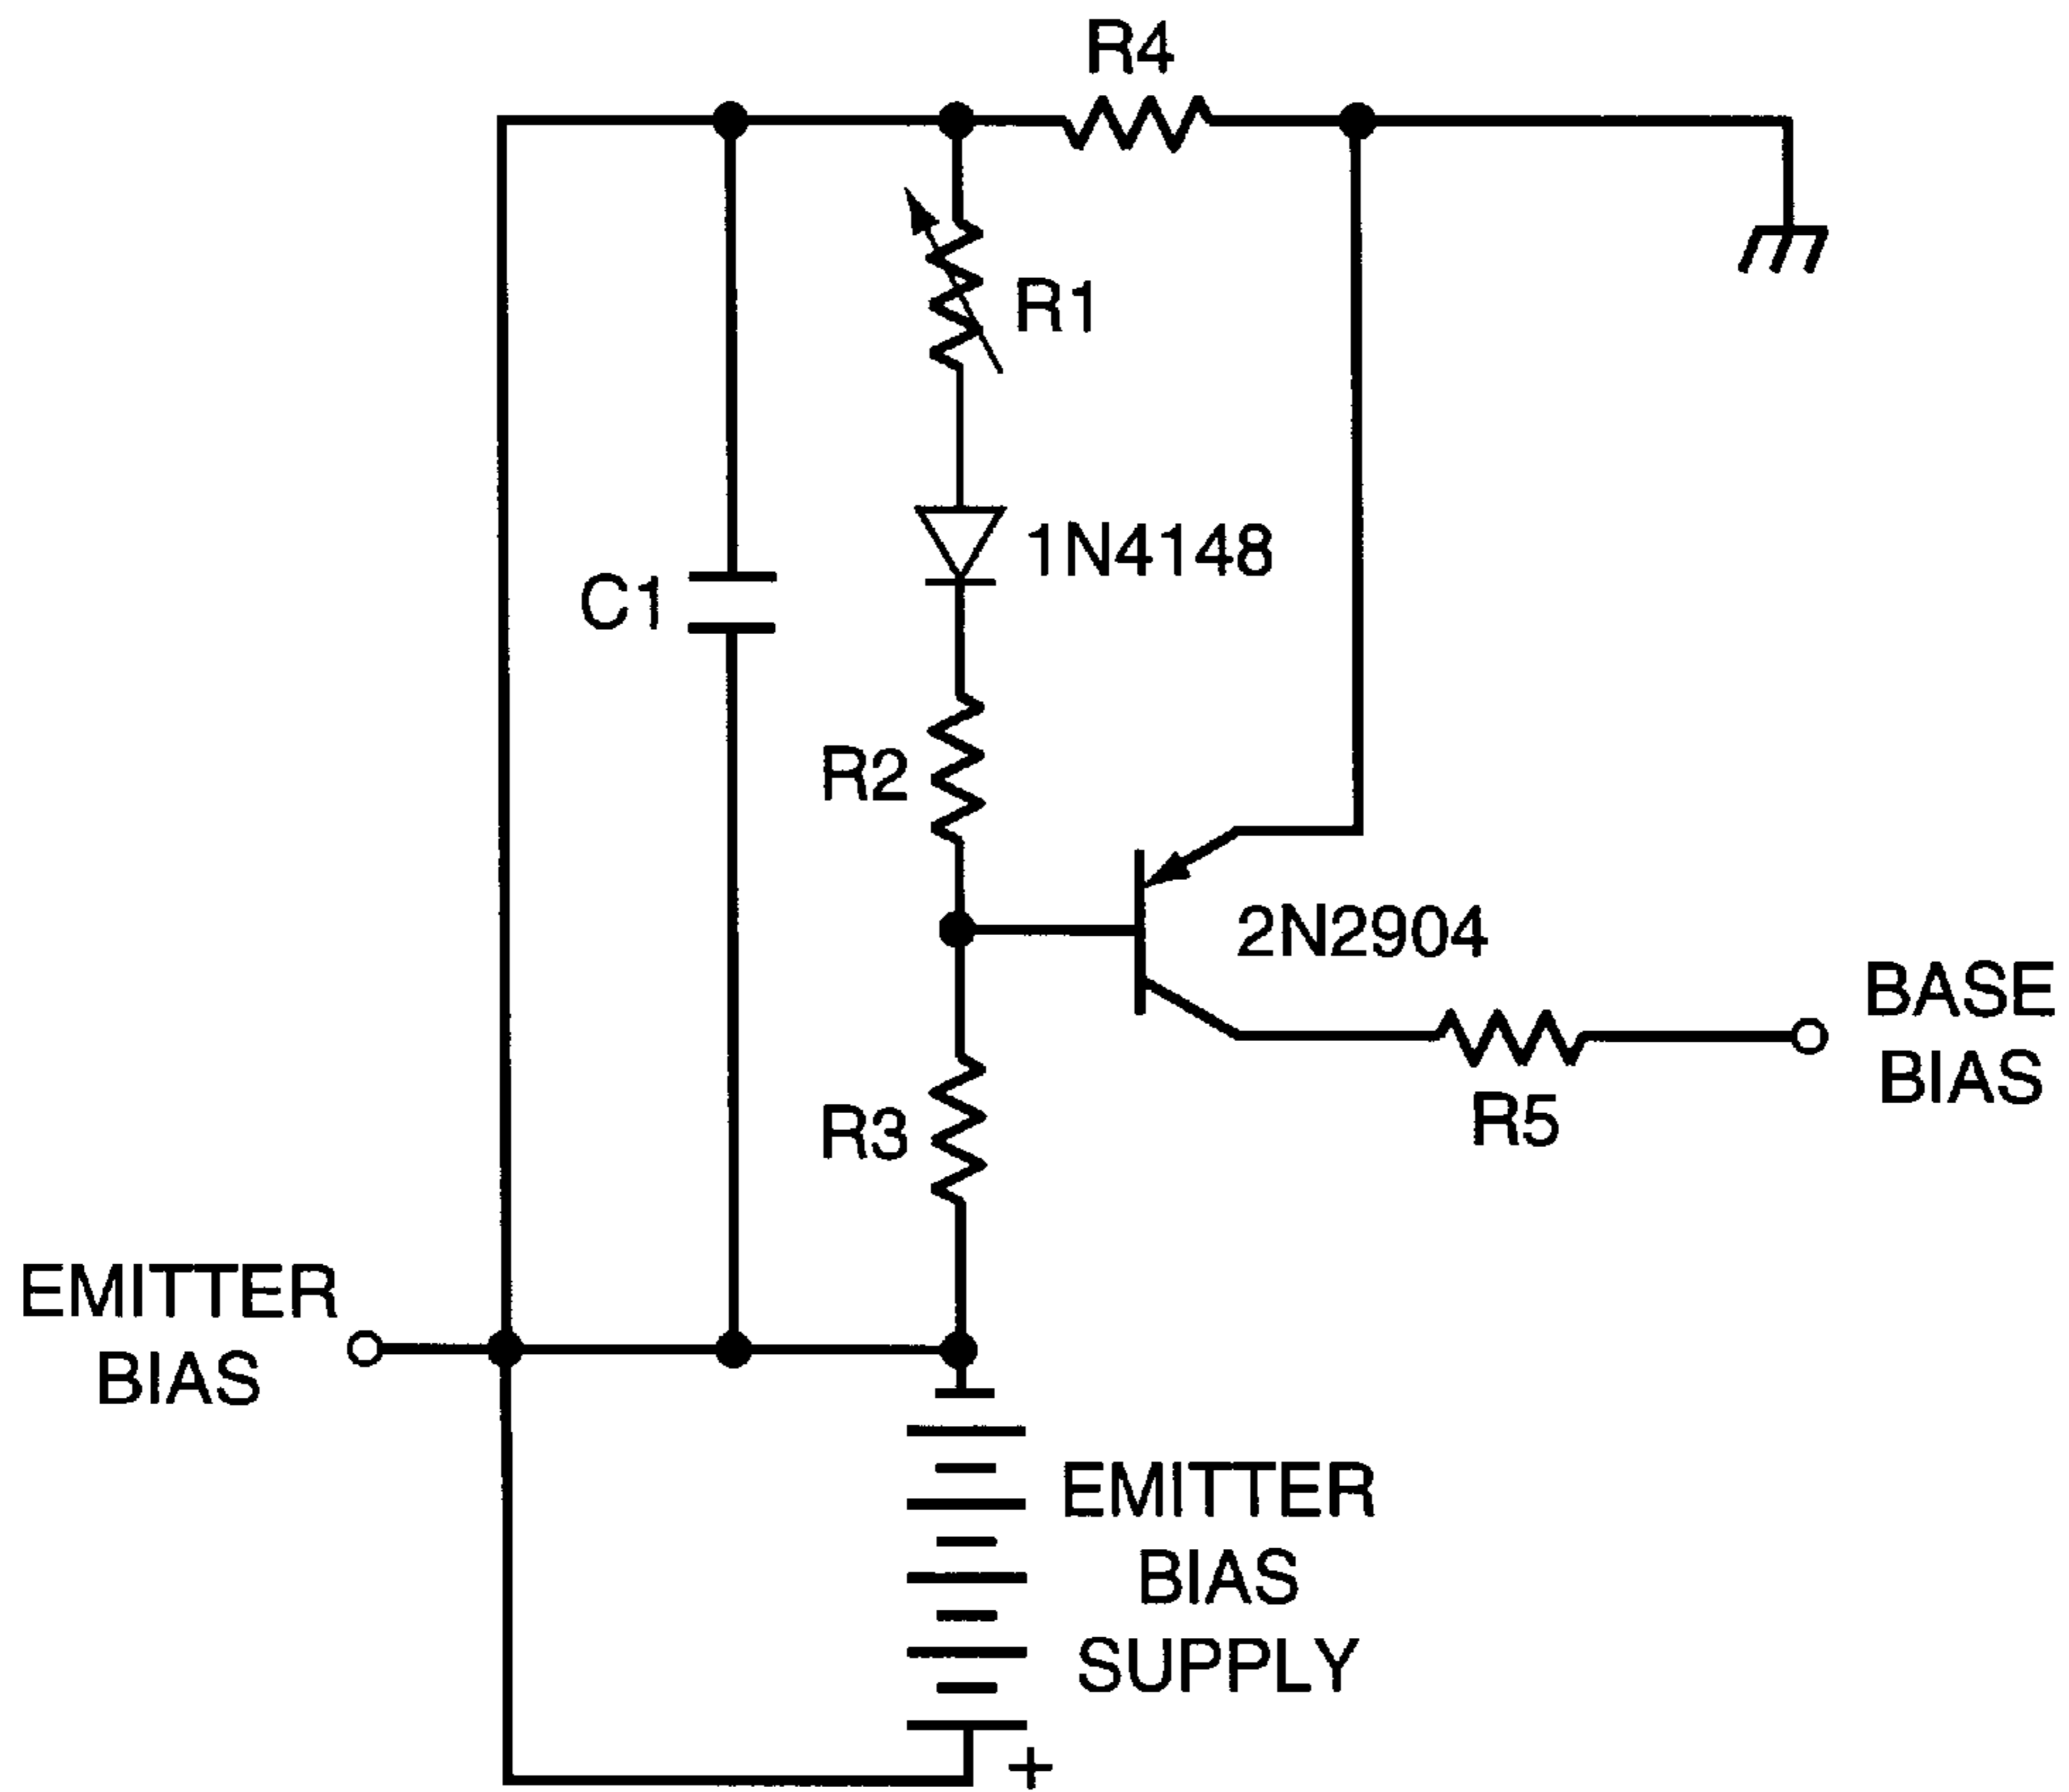 R4
R1
1N4148
C1
R2
2N2904
BASE
BIAS
R5
R3
EMITTER
BIAS
EMITTER
BIAS
SUPPLY
+